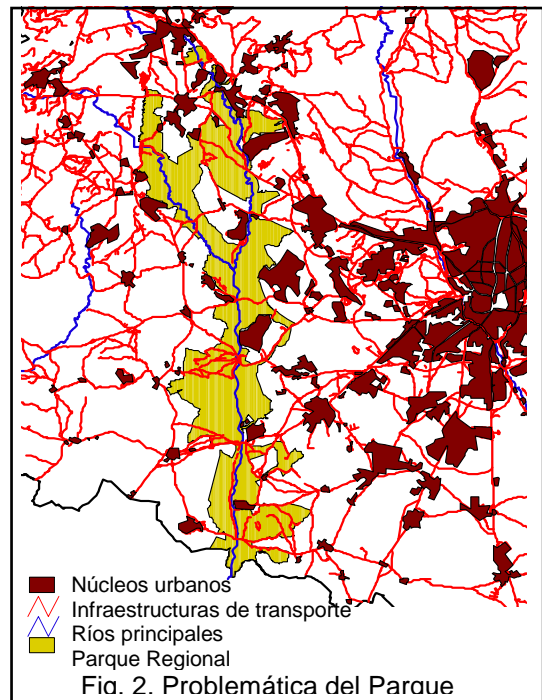 Núcleos urbanos
Infraestructuras de transporte
Ríos principales
Parque Regional
Fig. 2. Problemática del Parque